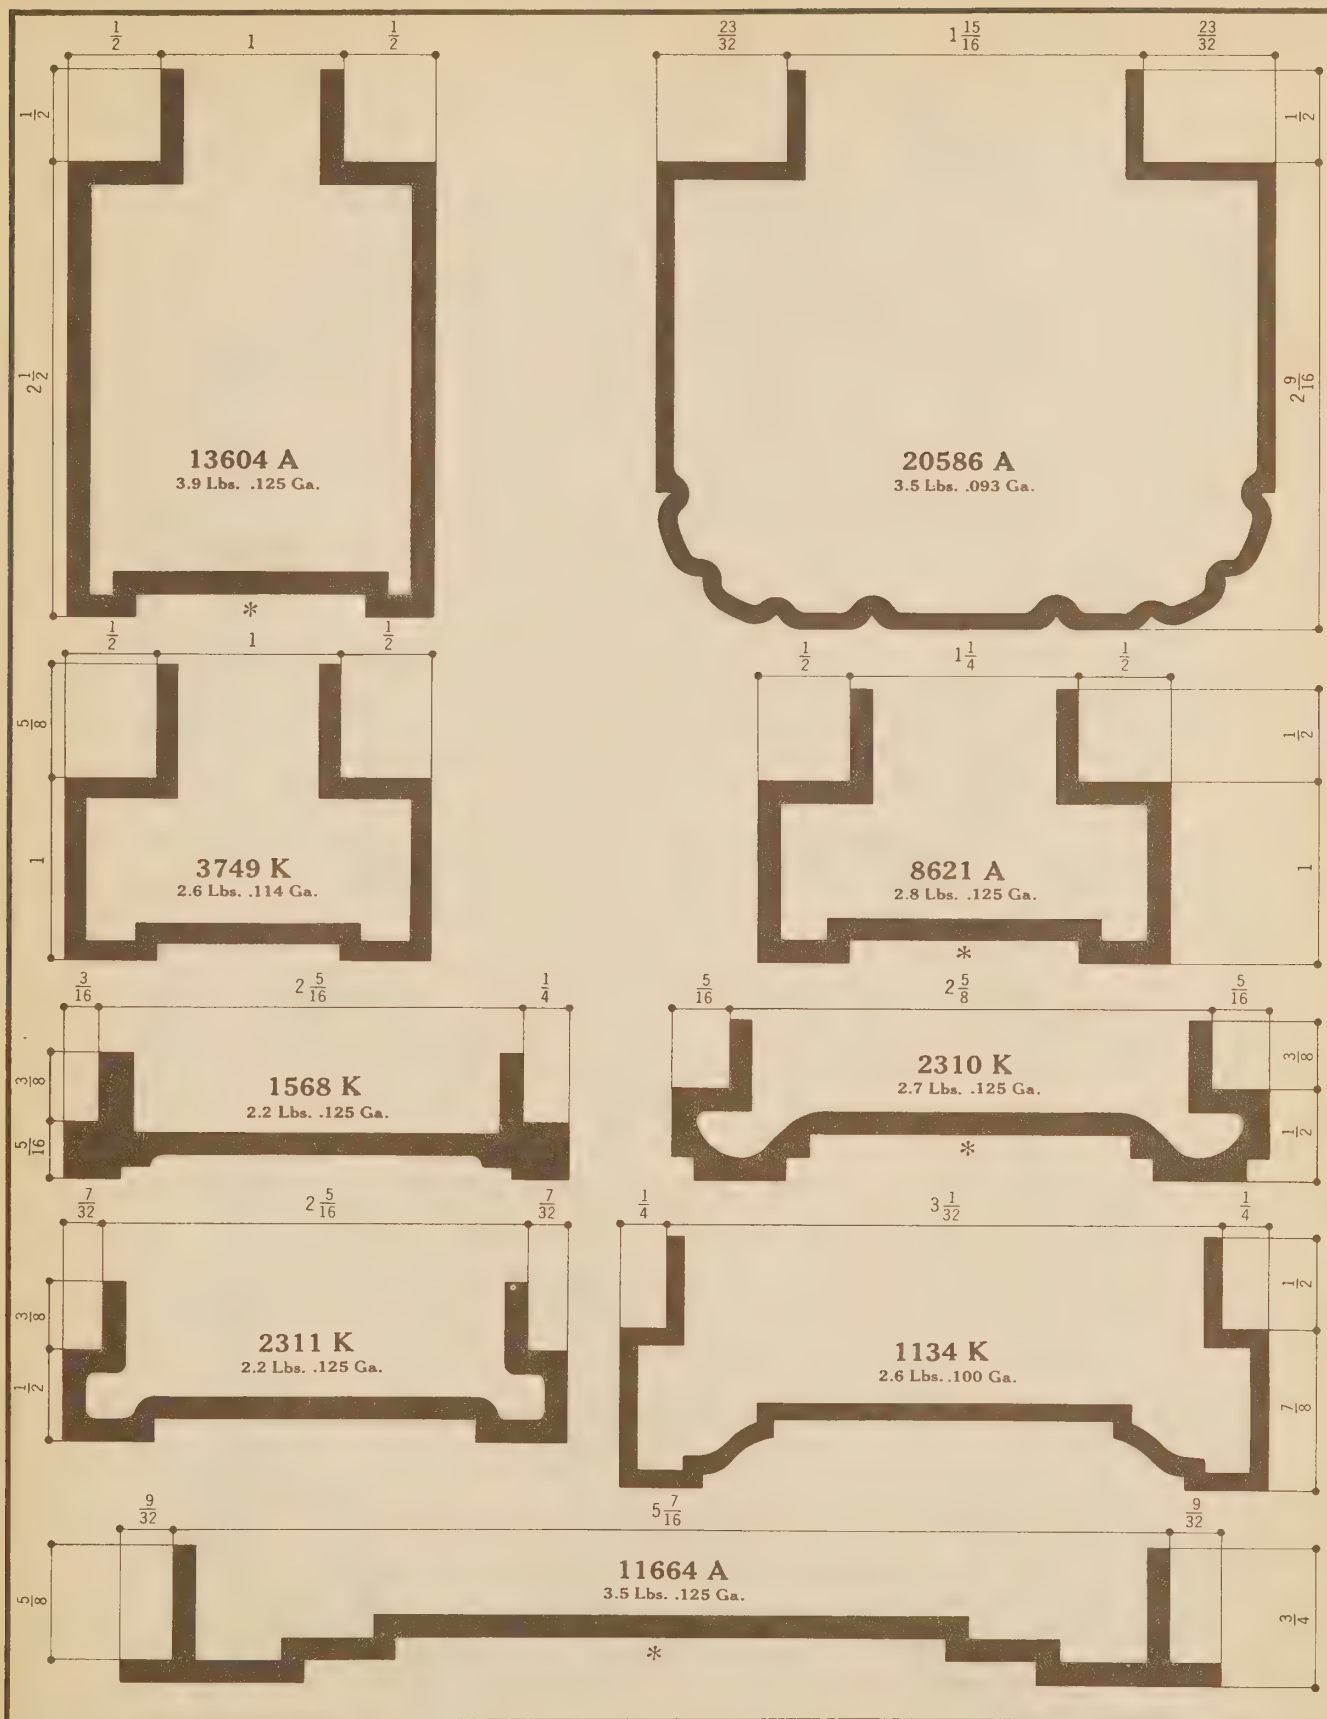 1/2 1 1/2
1/2
2 1/2
13604 A
3.9 Lbs. .125 Ga.
*
23/32 1 15/16 23/32
1/2
2 9/16
20586 A
3.5 Lbs. .093 Ga.
1/2 1 1/2
5/8
1
3749 K
2.6 Lbs. .114 Ga.
1/2 1 1/4 1/2
1/2
1
8621 A
2.8 Lbs. .125 Ga.
*
3/16 2 5/16 1/4
3/8
5/16
1568 K
2.2 Lbs. .125 Ga.
5/16 2 5/8 5/16
3/8
1/2
2310 K
2.7 Lbs. .125 Ga.
*
7/32 2 5/16 7/32
3/8
1/2
2311 K
2.2 Lbs. .125 Ga.
1/4 3 1/32 1/4
1/2
7/8
1134 K
2.6 Lbs. .100 Ga.
9/32 5 7/16 9/32
5/8
3/4
11664 A
3.5 Lbs. .125 Ga.
*